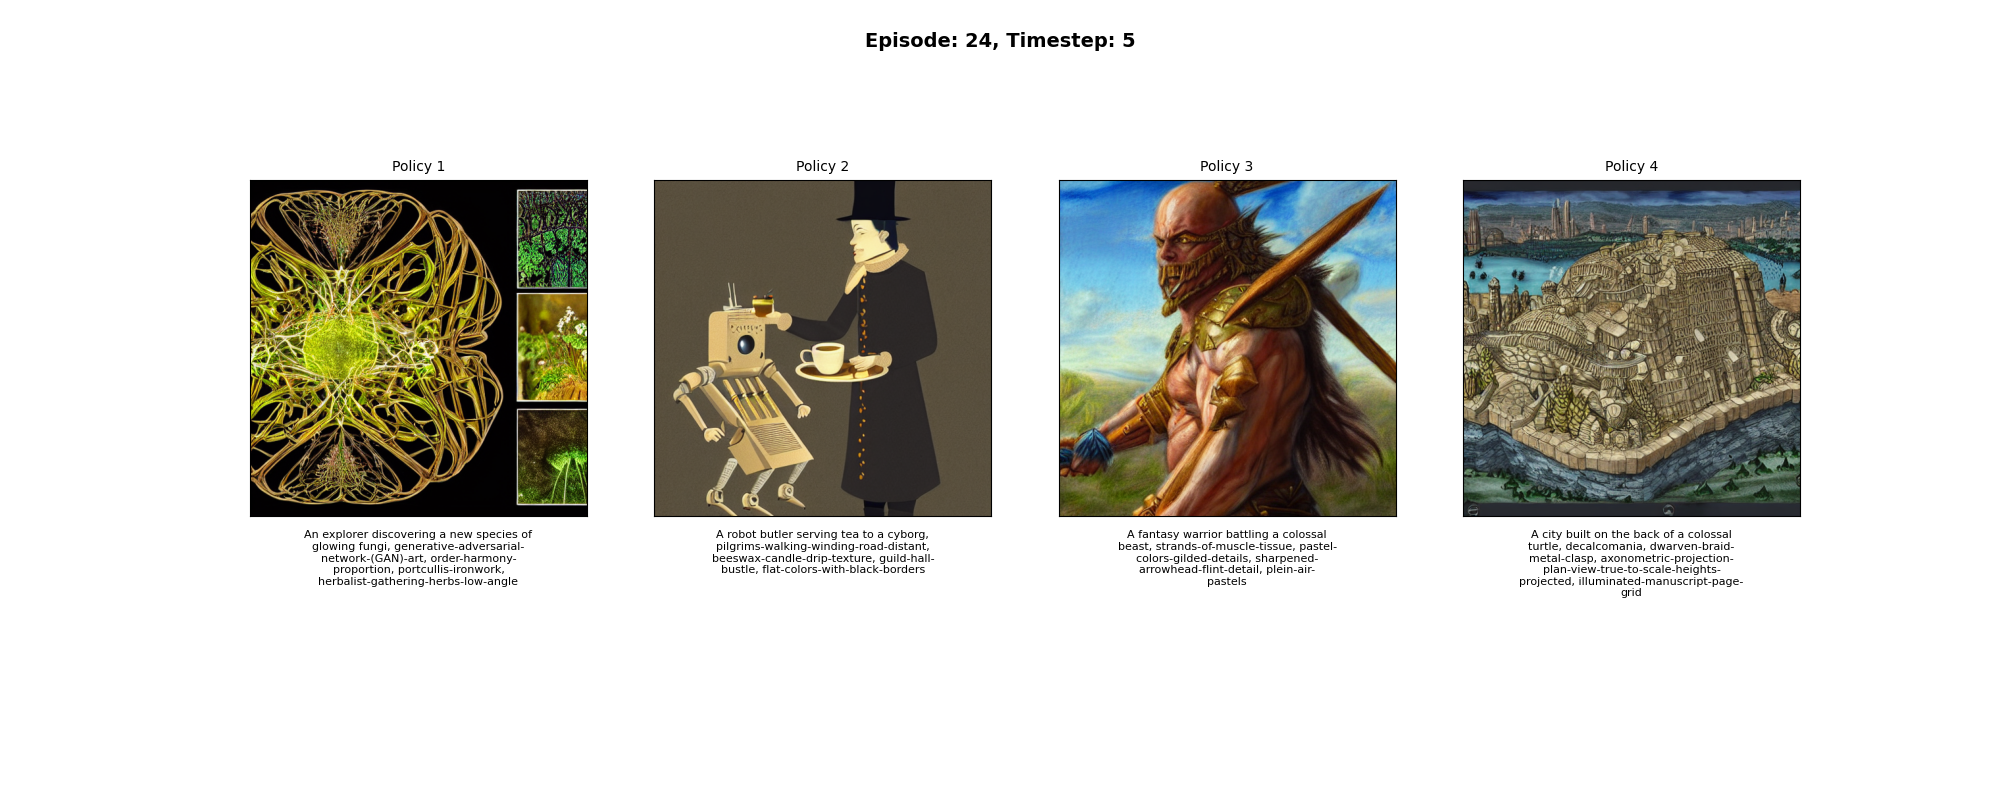 Episode: 24, Timestep: 5
Policy 1
Policy 2
Policy 3
Policy 4
An explorer discovering a new species of
glowing fungi, generative-adversarial-
network-(GAN)-art, order-harmony-
proportion, portcullis-ironwork,
herbalist-gathering-herbs-low-angle
A robot butler serving tea to a cyborg,
pilgrims-walking-winding-road-distant,
beeswax-candle-drip-texture, guild-hall-
bustle, flat-colors-with-black-borders
A fantasy warrior battling a colossal
beast, strands-of-muscle-tissue, pastel-
colors-gilded-details, sharpened-
arrowhead-flint-detail, plein-air-
pastels
A city built on the back of a colossal
turtle, decalcomania, dwarven-braid-
metal-clasp, axonometric-projection-
plan-view-true-to-scale-heights-
projected, illuminated-manuscript-page-
grid